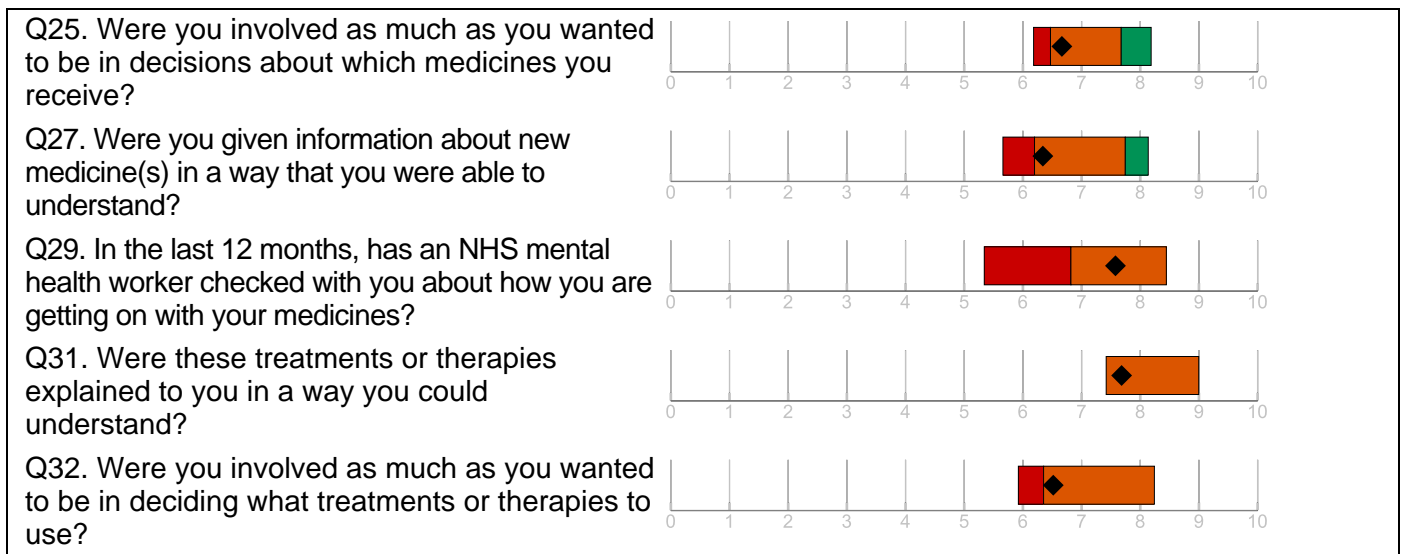 Q25. Were you involved as much as you wanted
to be in decisions about which medicines you
receive?
0 1 2 3 4 5 6 7 8 9 10
Q27. Were you given information about new
medicine(s) in a way that you were able to
understand?
0 1 2 3 4 5 6 7 8 9 10
Q29. In the last 12 months, has an NHS mental
health worker checked with you about how you are
getting on with your medicines?
0 1 2 3 4 5 6 7 8 9 10
Q31. Were these treatments or therapies
explained to you in a way you could
understand?
0 1 2 3 4 5 6 7 8 9 10
Q32. Were you involved as much as you wanted
to be in deciding what treatments or therapies to
use?
0 1 2 3 4 5 6 7 8 9 10